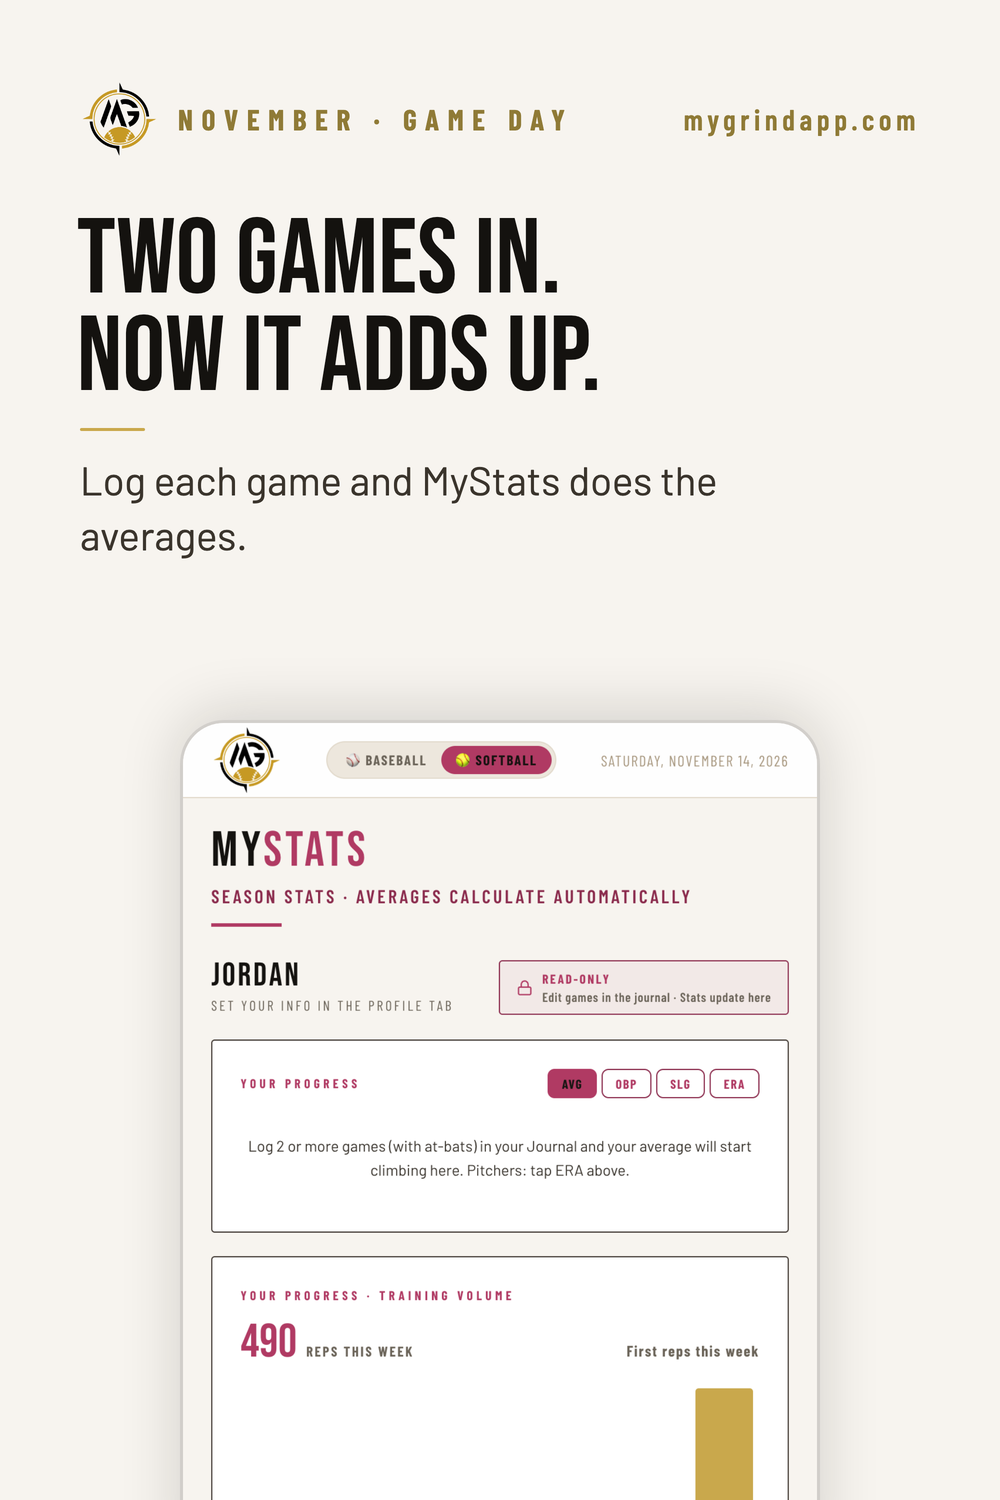 MG
NOVEMBER · GAME DAY
mygrindapp.com
TWO GAMES IN.
NOW IT ADDS UP.
Log each game and MyStats does the
averages.
MG
BASEBALL
SOFTBALL
SATURDAY, NOVEMBER 14, 2026
MYSTATS
SEASON STATS · AVERAGES CALCULATE AUTOMATICALLY
JORDAN
SET YOUR INFO IN THE PROFILE TAB
READ-ONLY
Edit games in the journal · Stats update here
YOUR PROGRESS
AVG
OBP
SLG
ERA
Log 2 or more games (with at-bats) in your Journal and your average will start
climbing here. Pitchers: tap ERA above.
YOUR PROGRESS · TRAINING VOLUME
490 REPS THIS WEEK
First reps this week